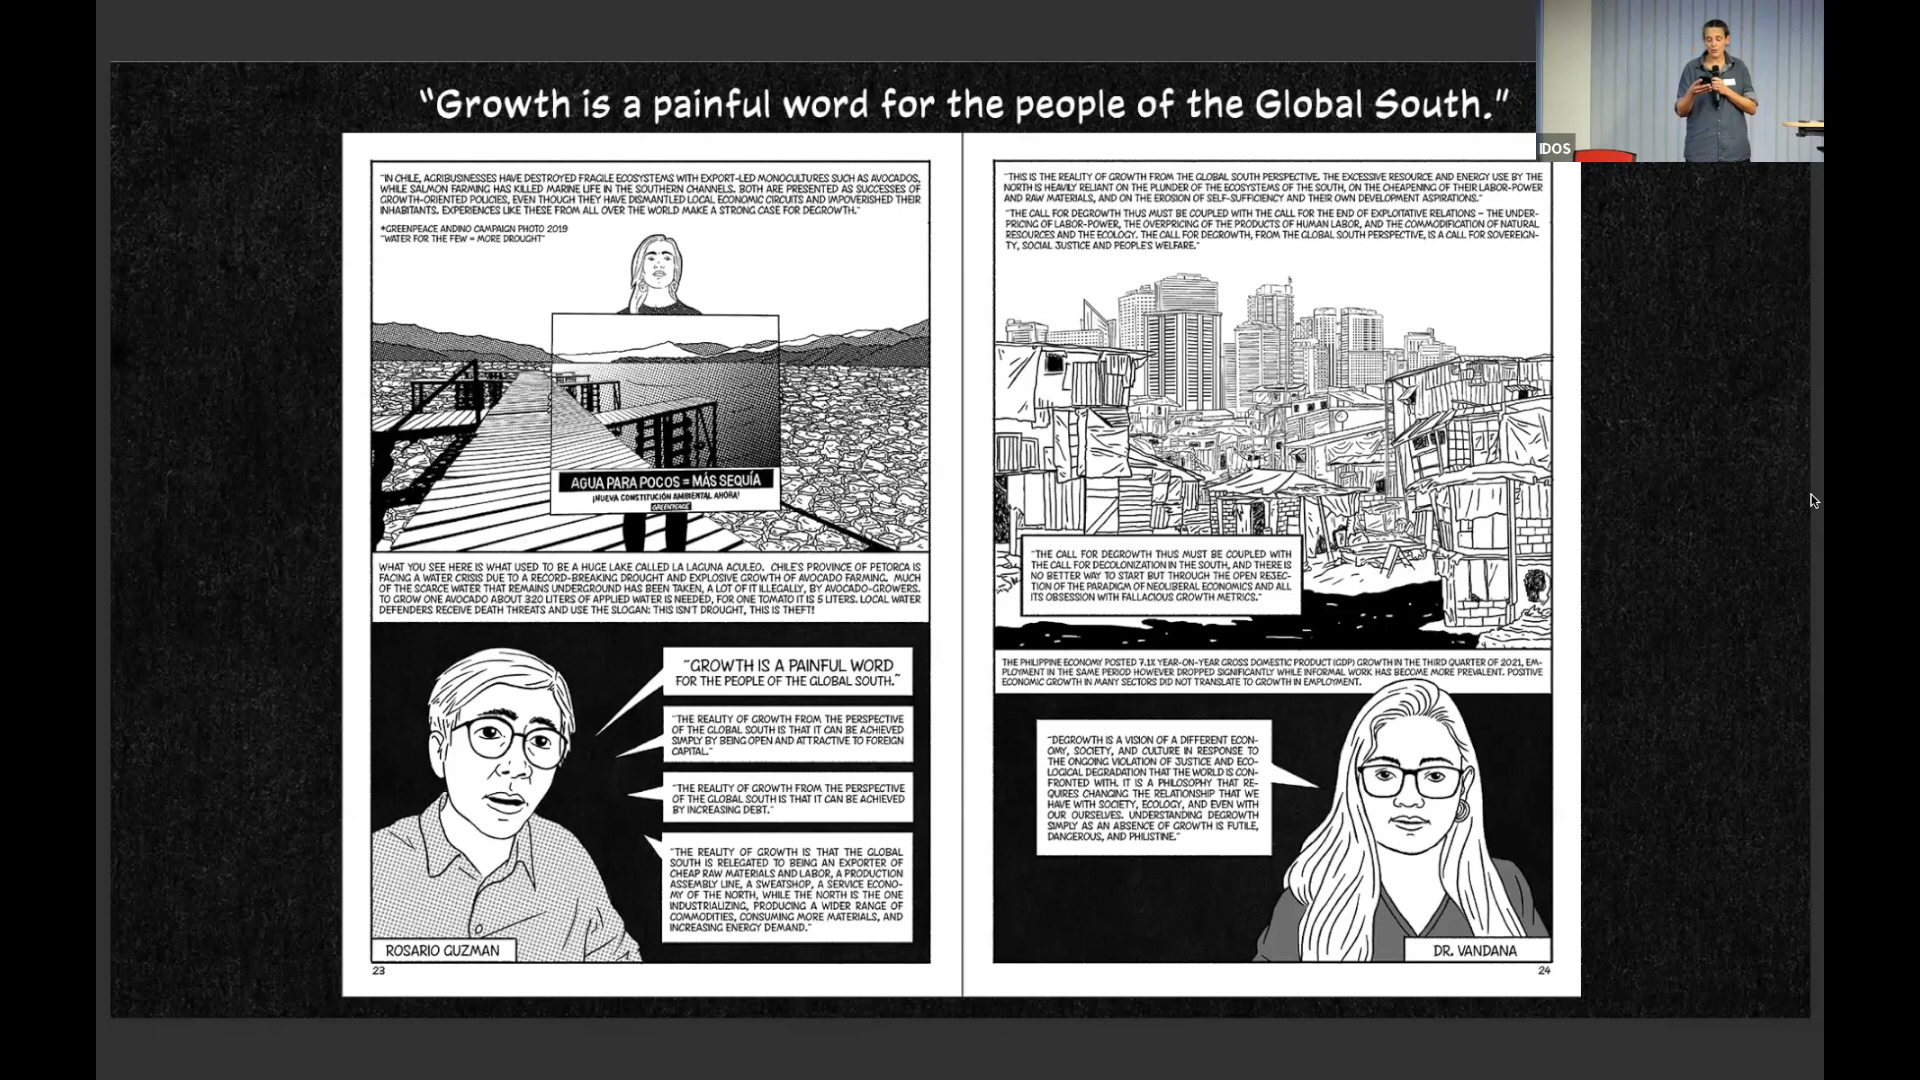 “Growth is a painful word for the people of the Global South.”
IDOS
“IN CHILE, AGRIBUSINESSES HAVE DESTROYED FRAGILE ECOSYSTEMS WITH EXPORT-LED MONOCULTURES SUCH AS AVOCADOS,
WHILE SALMON FARMING HAS KILLED MARINE LIFE IN THE SOUTHERN CHANNELS. BOTH ARE PRESENTED AS SUCCESSES OF
GROWTH-ORIENTED POLICIES, EVEN THOUGH THEY HAVE DISMANTLED LOCAL ECONOMIC CIRCUITS AND IMPOVERISHED THEIR
INHABITANTS. EXPERIENCES LIKE THESE FROM ALL OVER THE WORLD MAKE A STRONG CASE FOR DEGROWTH.”
*GREENPEACE ANDINO CAMPAIGN PHOTO 2019
“WATER FOR THE FEW = MORE DROUGHT”
AGUA PARA POCOS = MÁS SEQUÍA
¡NUEVA CONSTITUCIÓN AMBIENTAL AHORA!
GREENPEACE
WHAT YOU SEE HERE IS WHAT USED TO BE A HUGE LAKE CALLED LA LAGUNA ACULEO. CHILE'S PROVINCE OF PETORCA IS
FACING A WATER CRISIS DUE TO A RECORD-BREAKING DROUGHT AND EXPLOSIVE GROWTH OF AVOCADO FARMING. MUCH
OF THE SCARCE WATER THAT REMAINS UNDERGROUND HAS BEEN TAKEN, A LOT OF IT ILLEGALLY, BY AVOCADO-GROWERS.
TO GROW ONE AVOCADO ABOUT 320 LITERS OF APPLIED WATER IS NEEDED, FOR ONE TOMATO IT IS 5 LITERS. LOCAL WATER
DEFENDERS RECEIVE DEATH THREATS AND USE THE SLOGAN: THIS ISN'T DROUGHT, THIS IS THEFT!
“GROWTH IS A PAINFUL WORD
FOR THE PEOPLE OF THE GLOBAL SOUTH.”
“THE REALITY OF GROWTH FROM THE PERSPECTIVE
OF THE GLOBAL SOUTH IS THAT IT CAN BE ACHIEVED
SIMPLY BY BEING OPEN AND ATTRACTIVE TO FOREIGN
CAPITAL.”
“THE REALITY OF GROWTH FROM THE PERSPECTIVE
OF THE GLOBAL SOUTH IS THAT IT CAN BE ACHIEVED
BY INCREASING DEBT.”
“THE REALITY OF GROWTH IS THAT THE GLOBAL
SOUTH IS RELEGATED TO BEING AN EXPORTER OF
CHEAP RAW MATERIALS AND LABOR, A PRODUCTION
ASSEMBLY LINE, A SWEATSHOP, A SERVICE ECONO-
MY OF THE NORTH, WHILE THE NORTH IS THE ONE
INDUSTRIALIZING, PRODUCING A WIDER RANGE OF
COMMODITIES, CONSUMING MORE MATERIALS, AND
INCREASING ENERGY DEMAND.”
ROSARIO GUZMAN
23
“THIS IS THE REALITY OF GROWTH FROM THE GLOBAL SOUTH PERSPECTIVE. THE EXCESSIVE RESOURCE AND ENERGY USE BY THE
NORTH IS HEAVILY RELIANT ON THE PLUNDER OF THE ECOSYSTEMS OF THE SOUTH, ON THE CHEAPENING OF THEIR LABOR-POWER
AND RAW MATERIALS, AND ON THE EROSION OF SELF-SUFFICIENCY AND THEIR OWN DEVELOPMENT ASPIRATIONS.”
“THE CALL FOR DEGROWTH THUS MUST BE COUPLED WITH THE CALL FOR THE END OF EXPLOITATIVE RELATIONS – THE UNDER-
PRICING OF LABOR-POWER, THE OVERPRICING OF THE PRODUCTS OF HUMAN LABOR, AND THE COMMODIFICATION OF NATURAL
RESOURCES AND THE ECOLOGY. THE CALL FOR DEGROWTH, FROM THE GLOBAL SOUTH PERSPECTIVE, IS A CALL FOR SOVEREIGN-
TY, SOCIAL JUSTICE AND PEOPLE'S WELFARE.”
“THE CALL FOR DEGROWTH THUS MUST BE COUPLED WITH
THE CALL FOR DECOLONIZATION IN THE SOUTH, AND THERE IS
NO BETTER WAY TO START BUT THROUGH THE OPEN REJEC-
TION OF THE PARADIGM OF NEOLIBERAL ECONOMICS AND ALL
ITS OBSESSION WITH FALLACIOUS GROWTH METRICS.”
THE PHILIPPINE ECONOMY POSTED 7.1% YEAR-ON-YEAR GROSS DOMESTIC PRODUCT (GDP) GROWTH IN THE THIRD QUARTER OF 2021, EM-
PLOYMENT IN THE SAME PERIOD HOWEVER DROPPED SIGNIFICANTLY WHILE INFORMAL WORK HAS BECOME MORE PREVALENT. POSITIVE
ECONOMIC GROWTH IN MANY SECTORS DID NOT TRANSLATE TO GROWTH IN EMPLOYMENT.
“DEGROWTH IS A VISION OF A DIFFERENT ECON-
OMY, SOCIETY, AND CULTURE IN RESPONSE TO
THE ONGOING VIOLATION OF JUSTICE AND ECO-
LOGICAL DEGRADATION THAT THE WORLD IS CON-
FRONTED WITH. IT IS A PHILOSOPHY THAT RE-
QUIRES CHANGING THE RELATIONSHIP THAT WE
HAVE WITH SOCIETY, ECOLOGY, AND EVEN WITH
OUR OURSELVES. UNDERSTANDING DEGROWTH
SIMPLY AS AN ABSENCE OF GROWTH IS FUTILE,
DANGEROUS, AND PHILISTINE.”
DR. VANDANA
24